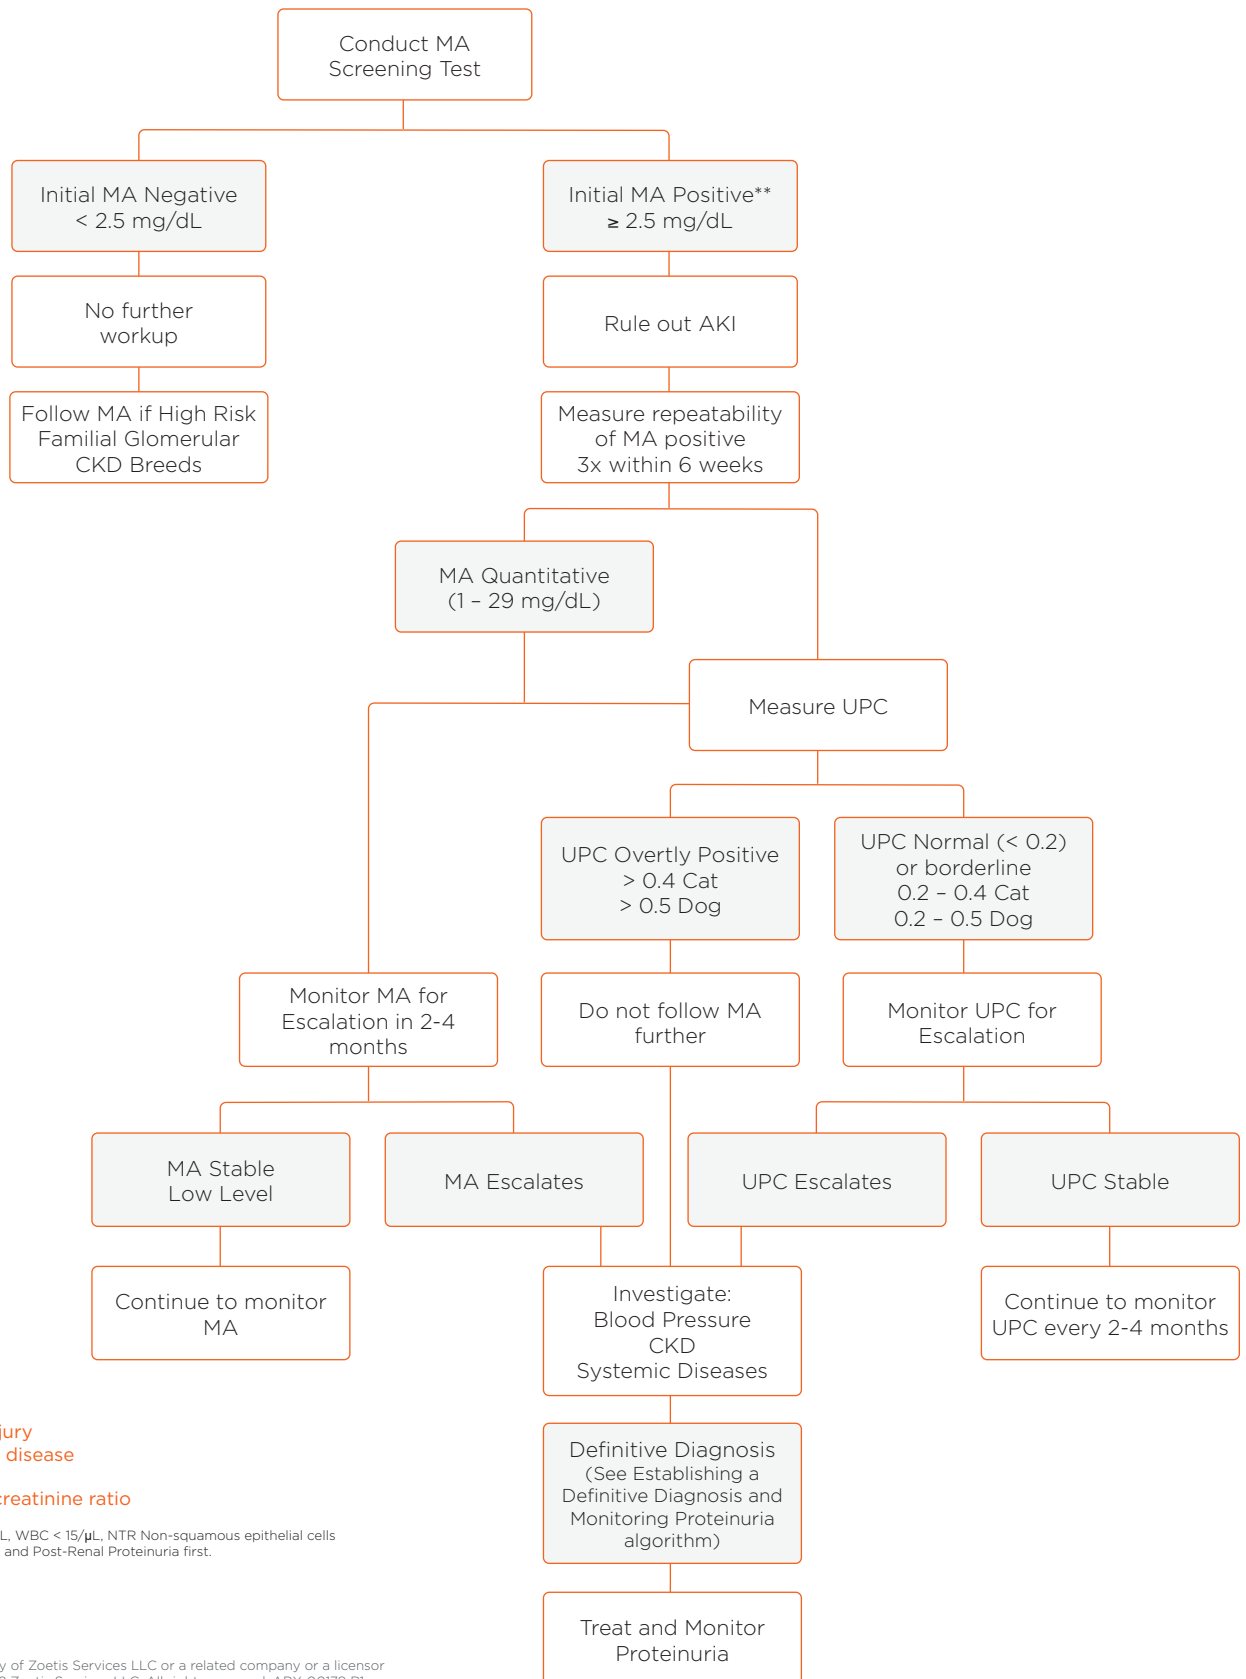 Conduct MA
Screening Test
Initial MA Negative
< 2.5 mg/dL
Initial MA Positive**
≥ 2.5 mg/dL
No further
workup
Rule out AKI
Follow MA if High Risk
Familial Glomerular
CKD Breeds
Measure repeatability
of MA positive
3x within 6 weeks
MA Quantitative
(1 – 29 mg/dL)
Measure UPC
UPC Overtly Positive
> 0.4 Cat
> 0.5 Dog
UPC Normal (< 0.2)
or borderline
0.2 – 0.4 Cat
0.2 – 0.5 Dog
Monitor MA for
Escalation in 2-4
months
Do not follow MA
further
Monitor UPC for
Escalation
MA Stable
Low Level
MA Escalates
UPC Escalates
UPC Stable
Continue to monitor
MA
Investigate:
Blood Pressure
CKD
Systemic Diseases
Continue to monitor
UPC every 2-4 months
Definitive Diagnosis
(See Establishing a
Definitive Diagnosis and
Monitoring Proteinuria
algorithm)
Treat and Monitor
Proteinuria
jury
disease
creatinine ratio
L, WBC < 15/µL, NTR Non-squamous epithelial cells
and Post-Renal Proteinuria first.
y of Zoetis Services LLC or a related company or a licensor